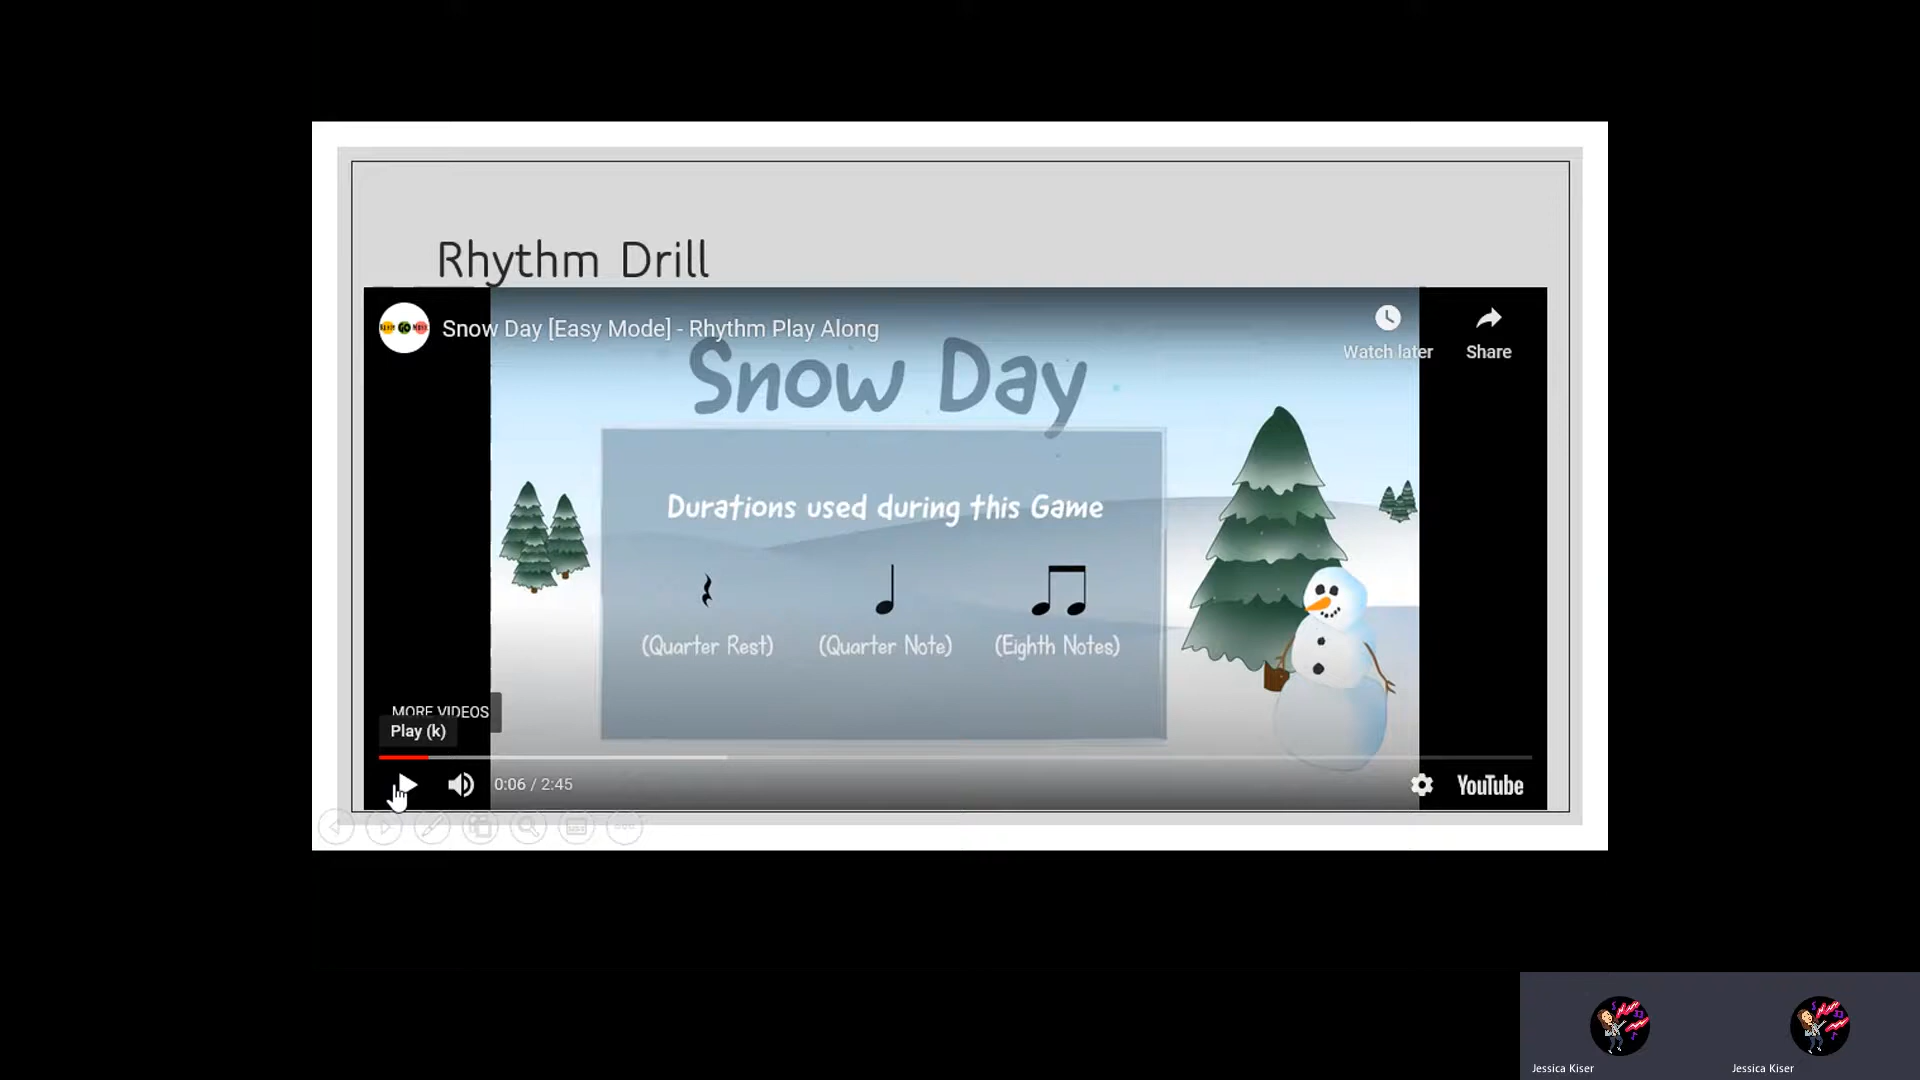 Rhythm Drill
Snow Day [Easy Mode] - Rhythm Play Along
Watch later
Share
Snow Day
Durations used during this Game
(Quarter Rest)
(Quarter Note)
(Eighth Notes)
MORE VIDEOS
Play (k)
0:06 / 2:45
YouTube
Jessica Kiser
Jessica Kiser